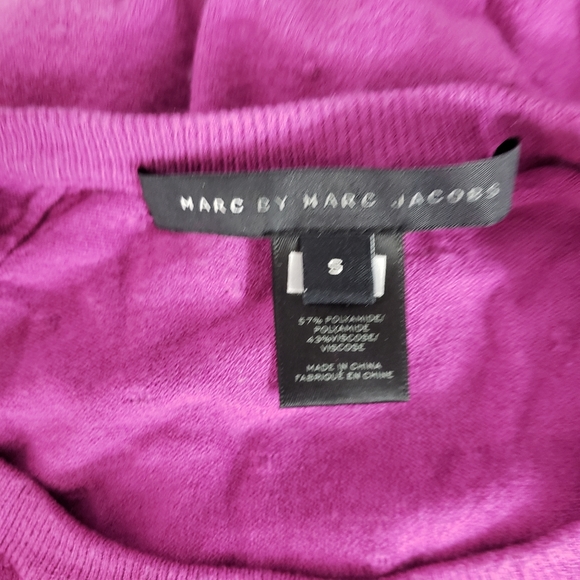 MARC BY MARC JACOBS
S
57% POLYAMIDE/
POLYAMIDE
43%VISCOSE/
VISCOSE
MADE IN CHINA
FABRIQUÉ EN CHINE